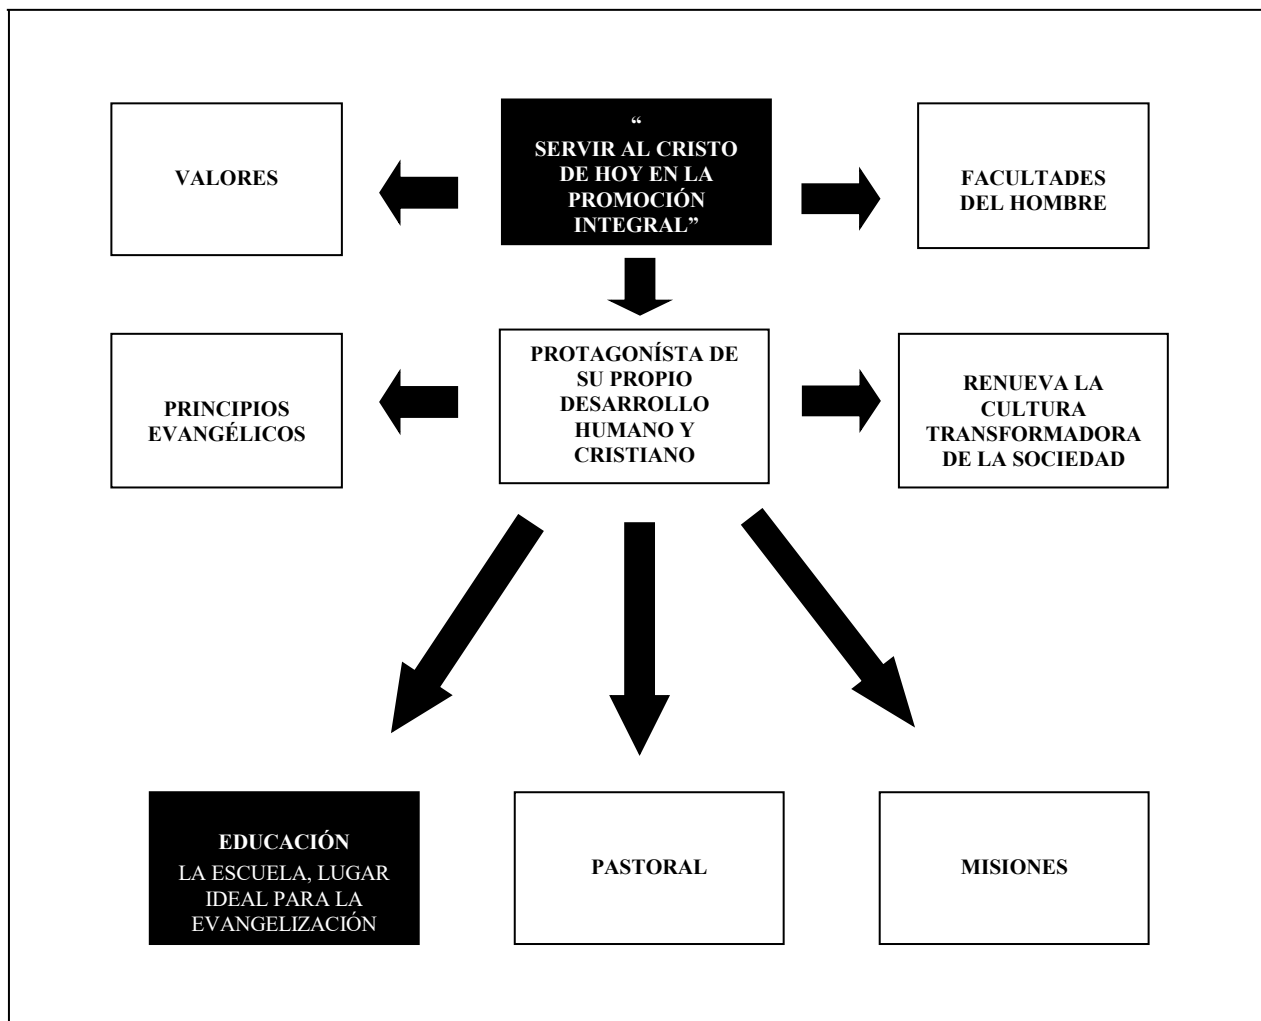 VALORES
“
SERVIR AL CRISTO
DE HOY EN LA
PROMOCIÓN
INTEGRAL”
FACULTADES
DEL HOMBRE
PRINCIPIOS
EVANGÉLICOS
PROTAGONÍSTA DE
SU PROPIO
DESARROLLO
HUMANO Y
CRISTIANO
RENUEVA LA
CULTURA
TRANSFORMADORA
DE LA SOCIEDAD
EDUCACIÓN
LA ESCUELA, LUGAR
IDEAL PARA LA
EVANGELIZACIÓN
PASTORAL
MISIONES